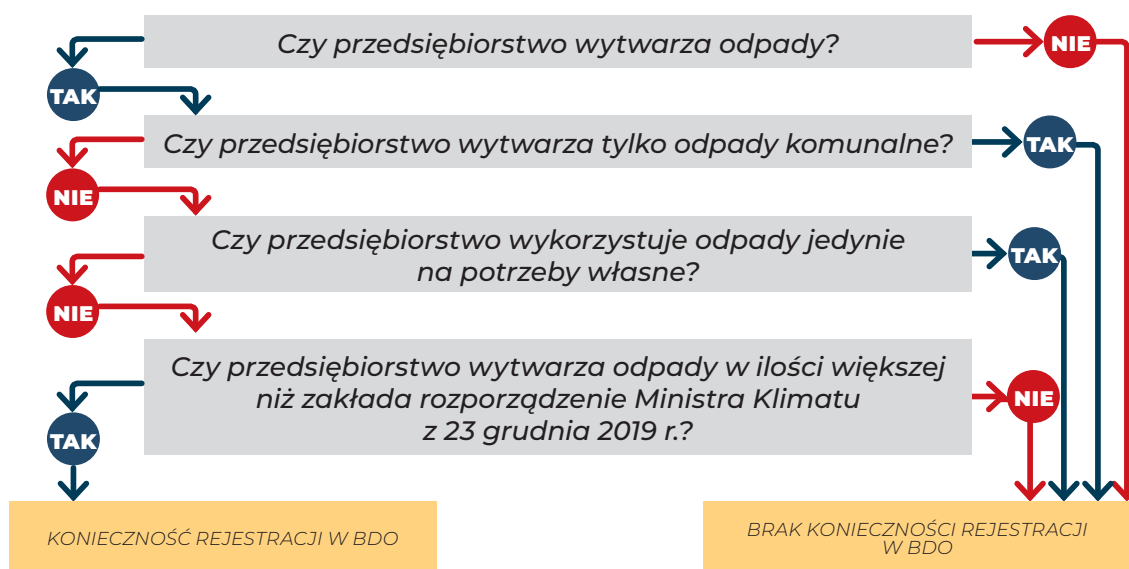 Czy przedsiębiorstwo wytwarza odpady?
NIE
TAK
Czy przedsiębiorstwo wytwarza tylko odpady komunalne?
TAK
NIE
Czy przedsiębiorstwo wykorzystuje odpady jedynie
na potrzeby własne?
TAK
NIE
Czy przedsiębiorstwo wytwarza odpady w ilości większej
niż zakłada rozporządzenie Ministra Klimatu
z 23 grudnia 2019 r.?
NIE
TAK
KONIECZNOŚĆ REJESTRACJI W BDO
BRAK KONIECZNOŚCI REJESTRACJI
W BDO